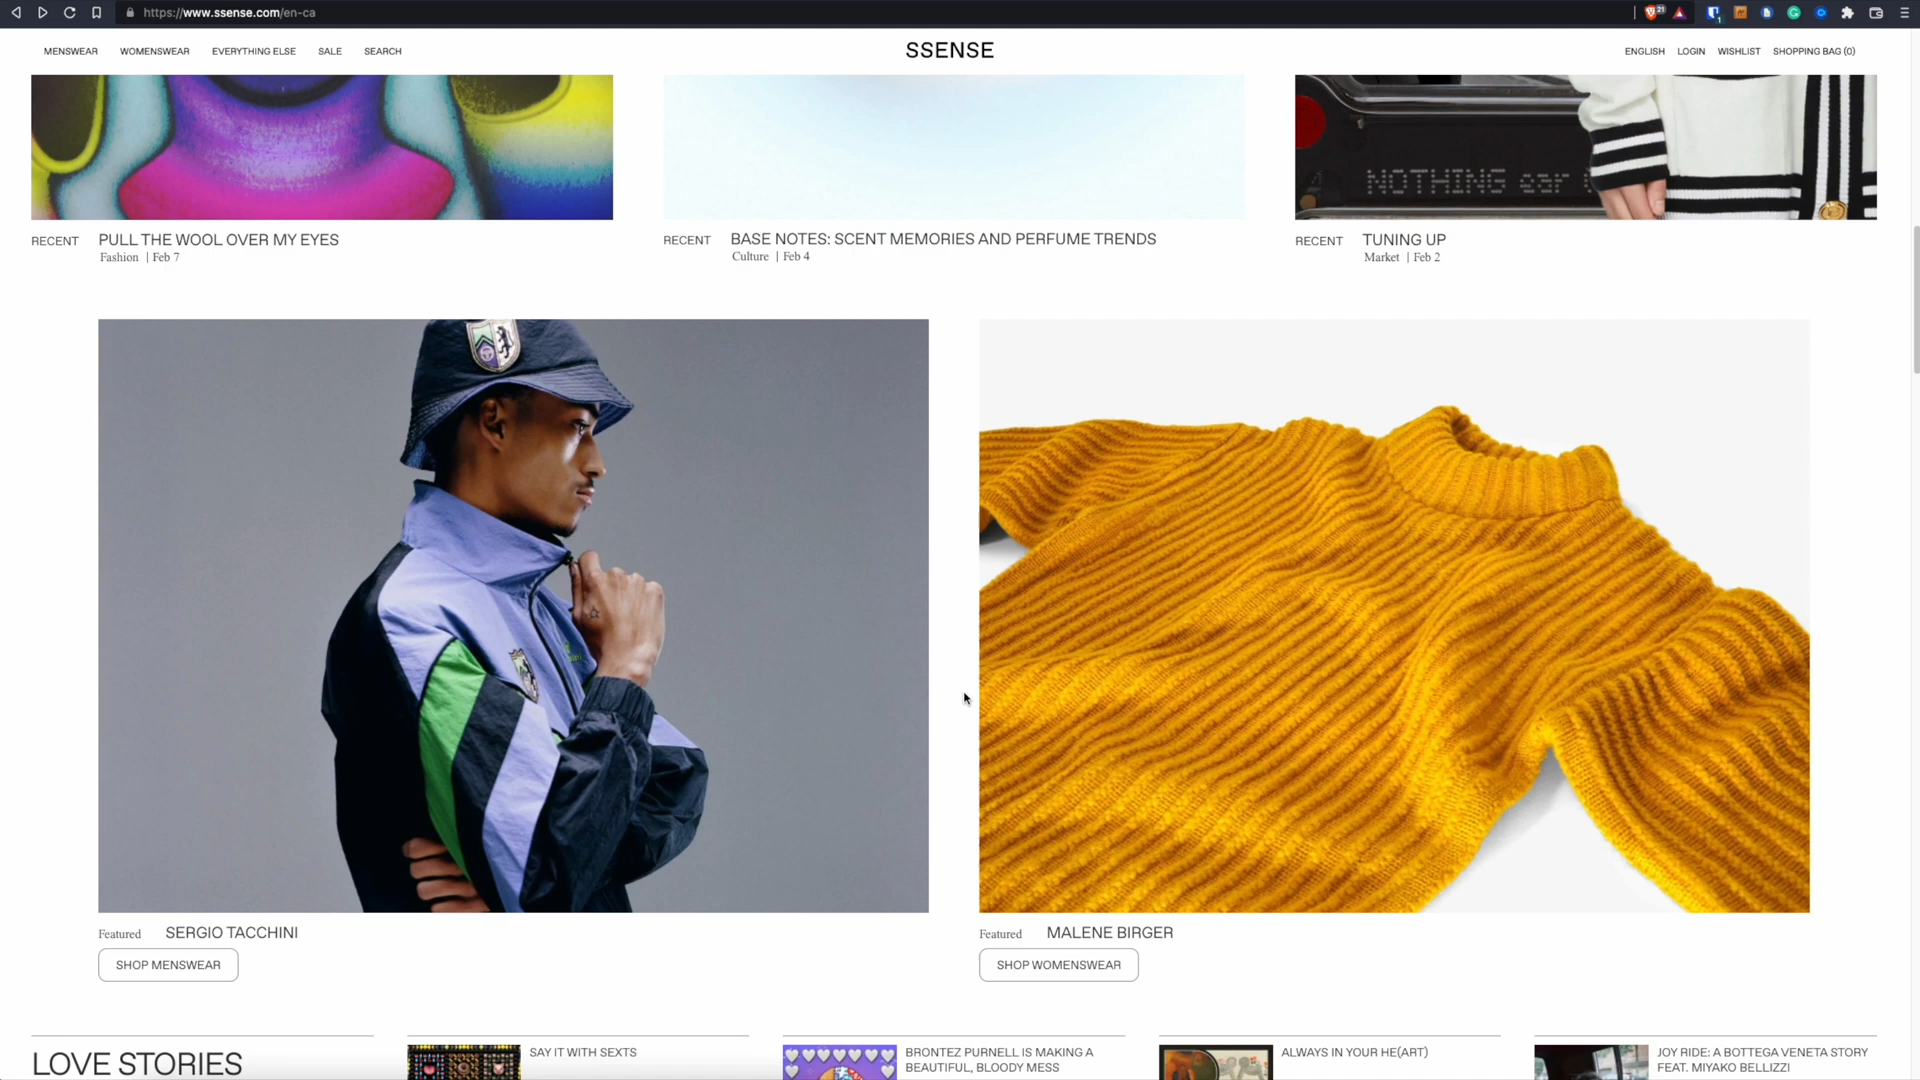 https://www.ssense.com/en-ca
21
1
MENSWEAR WOMENSWEAR EVERYTHING ELSE SALE SEARCH
SSENSE
ENGLISH LOGIN WISHLIST SHOPPING BAG (0)
NOTHING car
RECENT PULL THE WOOL OVER MY EYES
Fashion | Feb 7
RECENT BASE NOTES: SCENT MEMORIES AND PERFUME TRENDS
Culture | Feb 4
RECENT TUNING UP
Market | Feb 2
Featured SERGIO TACCHINI
SHOP MENSWEAR
Featured MALENE BIRGER
SHOP WOMENSWEAR
LOVE STORIES
SAY IT WITH SEXTS
BRONTEZ PURNELL IS MAKING A
BEAUTIFUL, BLOODY MESS
ALWAYS IN YOUR HE(ART)
JOY RIDE: A BOTTEGA VENETA STORY
FEAT. MIYAKO BELLIZZI